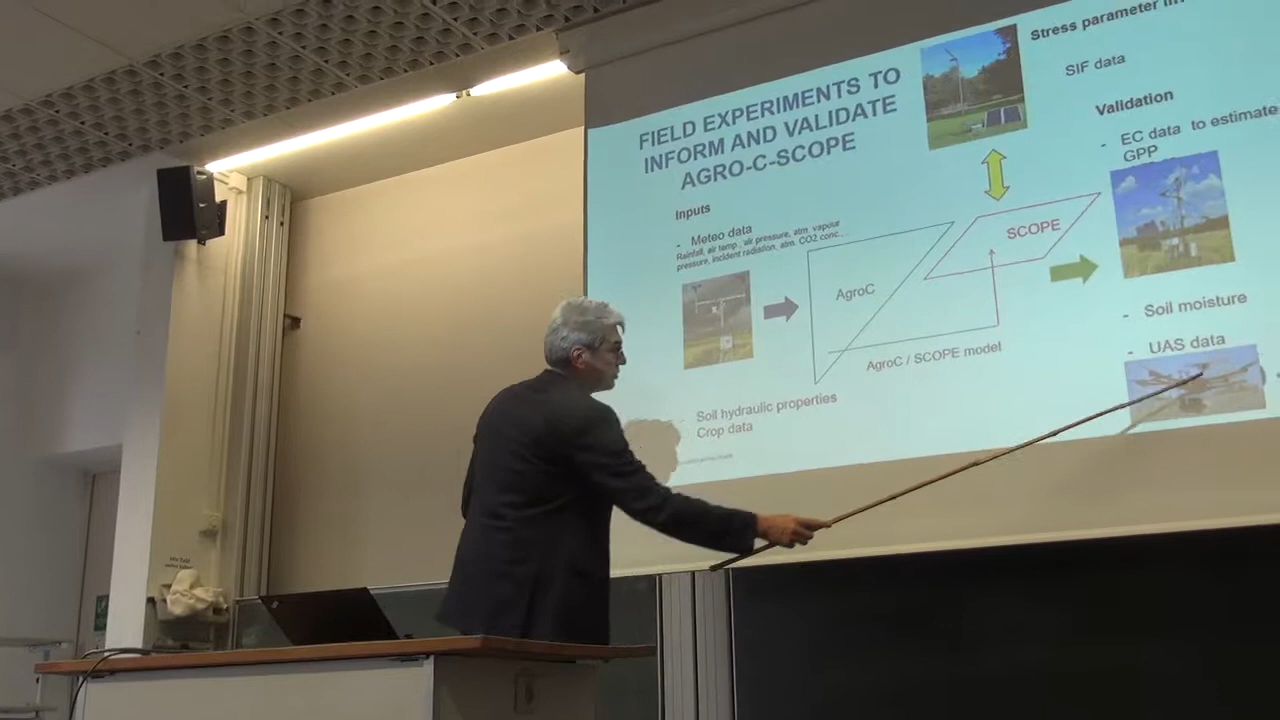 FIELD EXPERIMENTS TO
INFORM AND VALIDATE
AGRO-C-SCOPE
Inputs
- Meteo data
Rainfall, air temp., air pressure, atm. vapour
pressure, incident radiation, atm. CO2 conc.
AgroC
SCOPE
AgroC / SCOPE model
Soil hydraulic properties
Crop data
Stress parameter
SIF data
Validation
- EC data to estimate
GPP
- Soil moisture
- UAS data